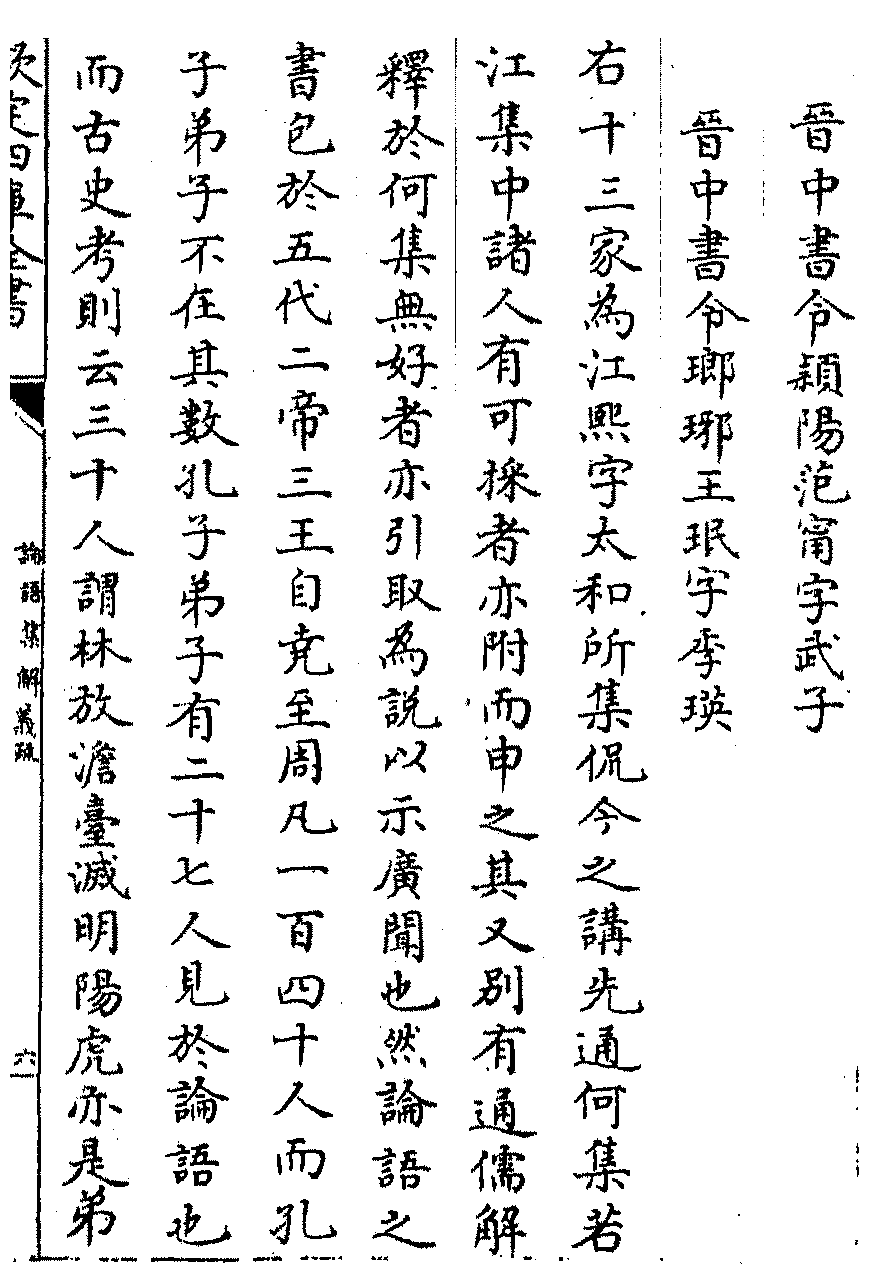 晉中書令潁陽范甯字武子
晉中書令瑯琊王珉字季瑛
右十三家為江熙字太和所集侃今之講先通何集若
江集中諸人有可採者亦附而申之其又別有通儒解
釋於何集無好者亦引取為說以示廣聞也然論語之
書包於五代二帝三王自堯至周凡一百四十人而孔
子弟子不在其數孔子弟子有二十七人見於論語也
而古史考則云三十人謂林放澹臺滅明陽虎亦是弟
欽定四庫全書
論語集解義疏
六